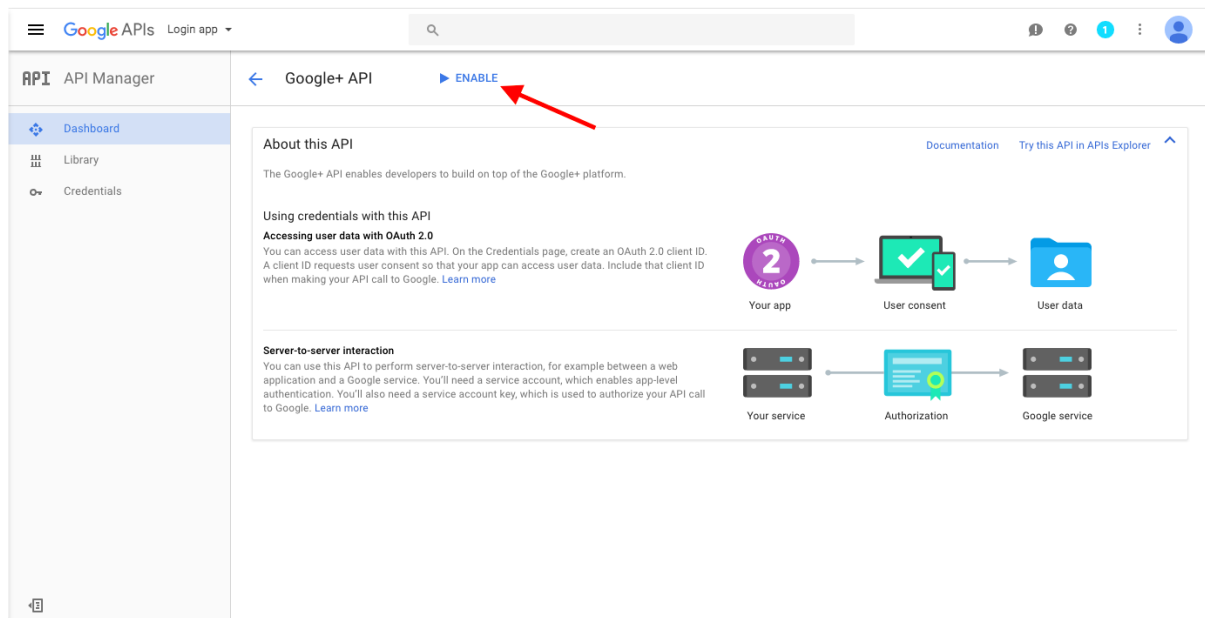 Google APIs Login app
1
API API Manager
Google+ API
ENABLE
Dashboard
Library
Credentials
About this API
Documentation
Try this API in APIs Explorer
The Google+ API enables developers to build on top of the Google+ platform.
Using credentials with this API
Accessing user data with OAuth 2.0
You can access user data with this API. On the Credentials page, create an OAuth 2.0 client ID.
A client ID requests user consent so that your app can access user data. Include that client ID
when making your API call to Google. Learn more
OAUTH
2
OAUTH
Your app
User consent
User data
Server-to-server interaction
You can use this API to perform server-to-server interaction, for example between a web
application and a Google service. You'll need a service account, which enables app-level
authentication. You'll also need a service account key, which is used to authorize your API call
to Google. Learn more
Your service
Authorization
Google service